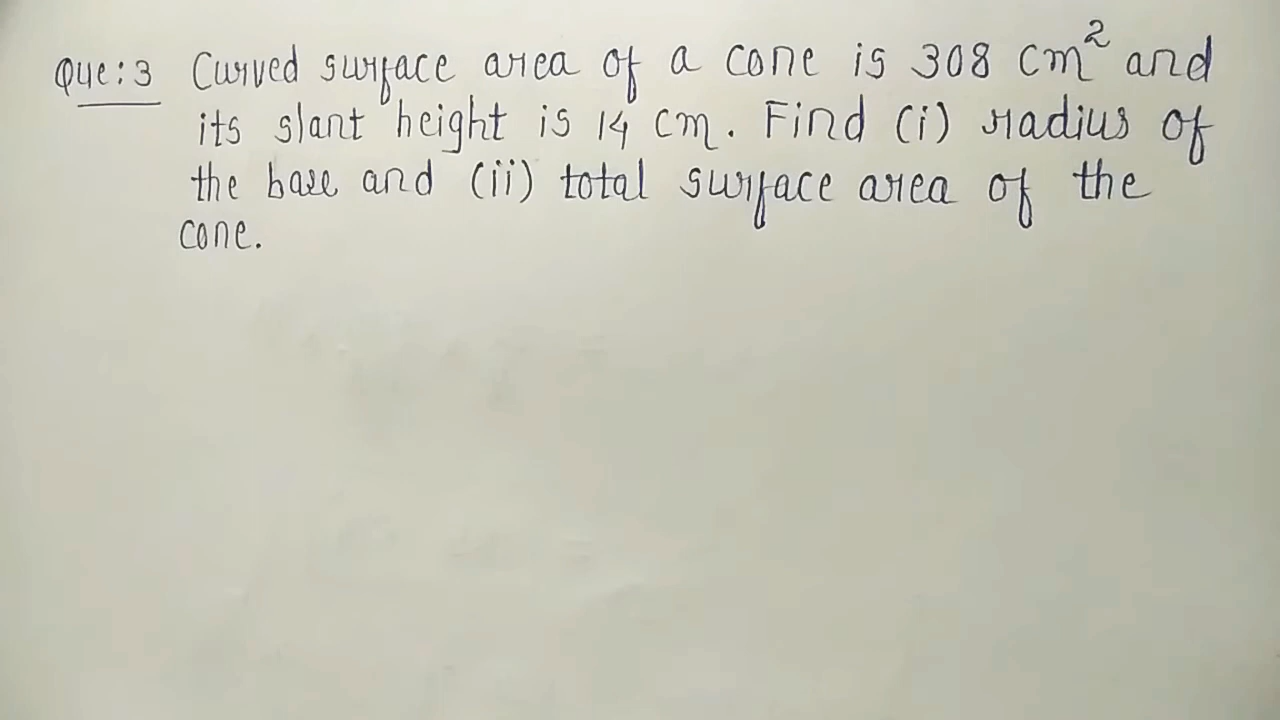 Que:3 Curved surface area of a cone is 308 cm² and
its slant height is 14 cm. Find (i) radius of
the base and (ii) total surface area of the
cone.